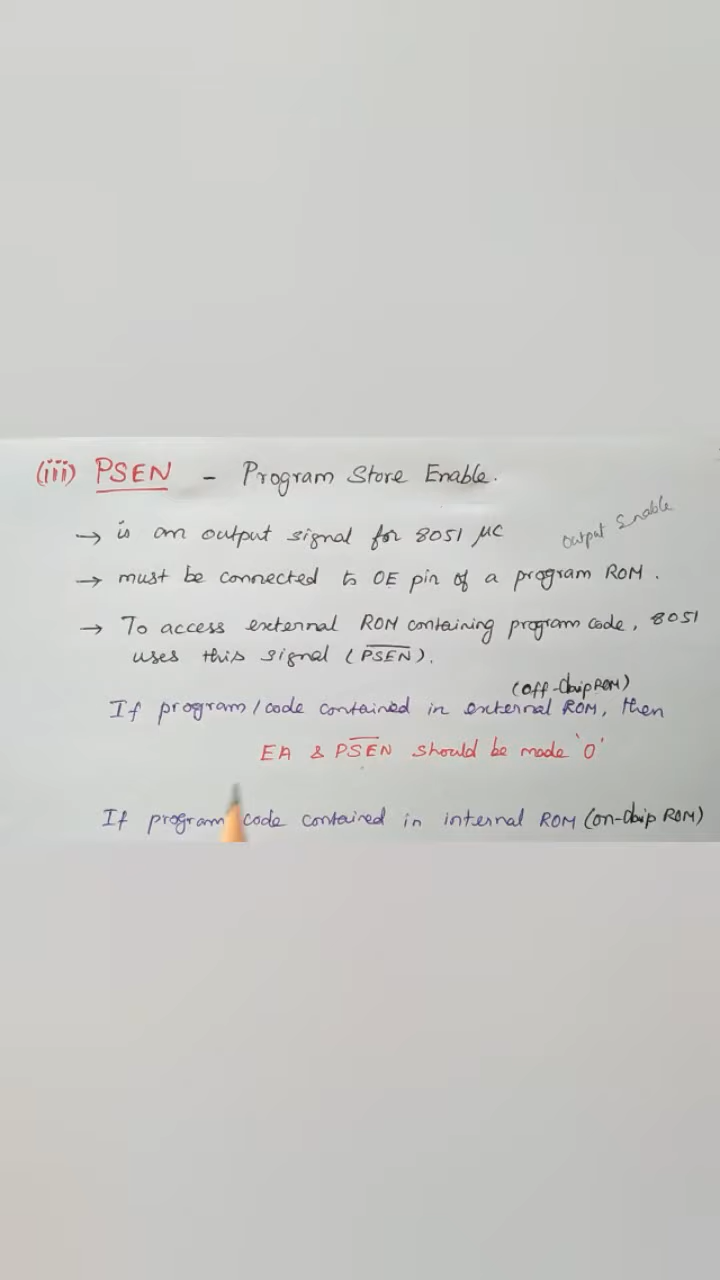 (iii) PSEN - Program Store Enable.
→ is an output signal for 8051 μC
Output Enable
→ must be connected to OE pin of a program ROM.
→ To access external ROM containing program code, 8051
uses this signal (P̅S̅E̅N̅).
(off-chip ROM)
If program/code contained in external ROM, then
EA & PS̅E̅N̅ should be made '0'
If program code contained in internal ROM (on-chip ROM)